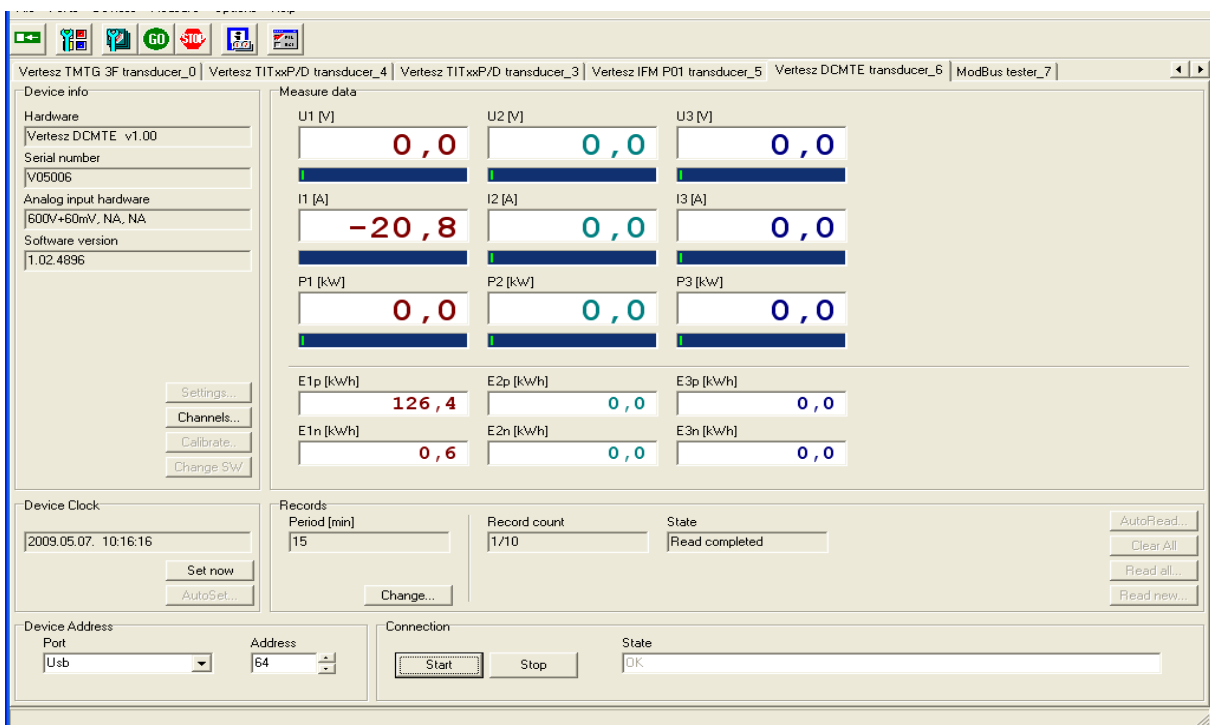 GO STOP
Vertesz TMTG 3F transducer_0 Vertesz TITxxP/D transducer_4 Vertesz TITxxP/D transducer_3 Vertesz IFM P01 transducer_5 Vertesz DCMTE transducer_6 ModBus tester_7
Device info
Hardware
Vertesz DCMTE v1.00
Serial number
V05006
Analog input hardware
600V+60mV, NA, NA
Software version
1.02.4896
Settings...
Channels...
Calibrate..
Change SW
Measure data
U1 [V] U2 [V] U3 [V]
0,0 0,0 0,0
I1 [A] I2 [A] I3 [A]
-20,8 0,0 0,0
P1 [kW] P2 [kW] P3 [kW]
0,0 0,0 0,0
E1p [kWh] E2p [kWh] E3p [kWh]
126,4 0,0 0,0
E1n [kWh] E2n [kWh] E3n [kWh]
0,6 0,0 0,0
Device Clock
2009.05.07. 10:16:16
Set now
AutoSet...
Records
Period [min] Record count State
15 1/10 Read completed
Change...
AutoRead...
Clear All
Read all...
Read new...
Device Address
Port Address
Usb 64
Connection
State
Start Stop OK